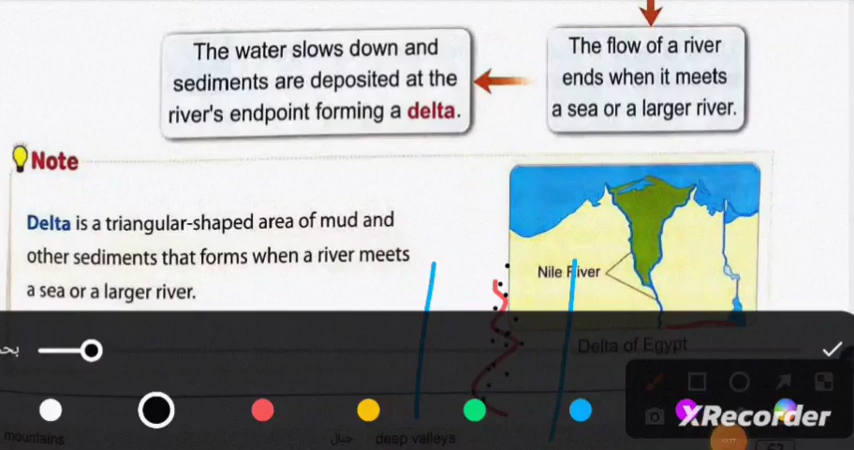 The water slows down and
sediments are deposited at the
river's endpoint forming a delta.
The flow of a river
ends when it meets
a sea or a larger river.
Note
Delta is a triangular-shaped area of mud and
other sediments that forms when a river meets
a sea or a larger river.
Nile River
Delta of Egypt
XRecorder
mountains
جبال
deep valleys